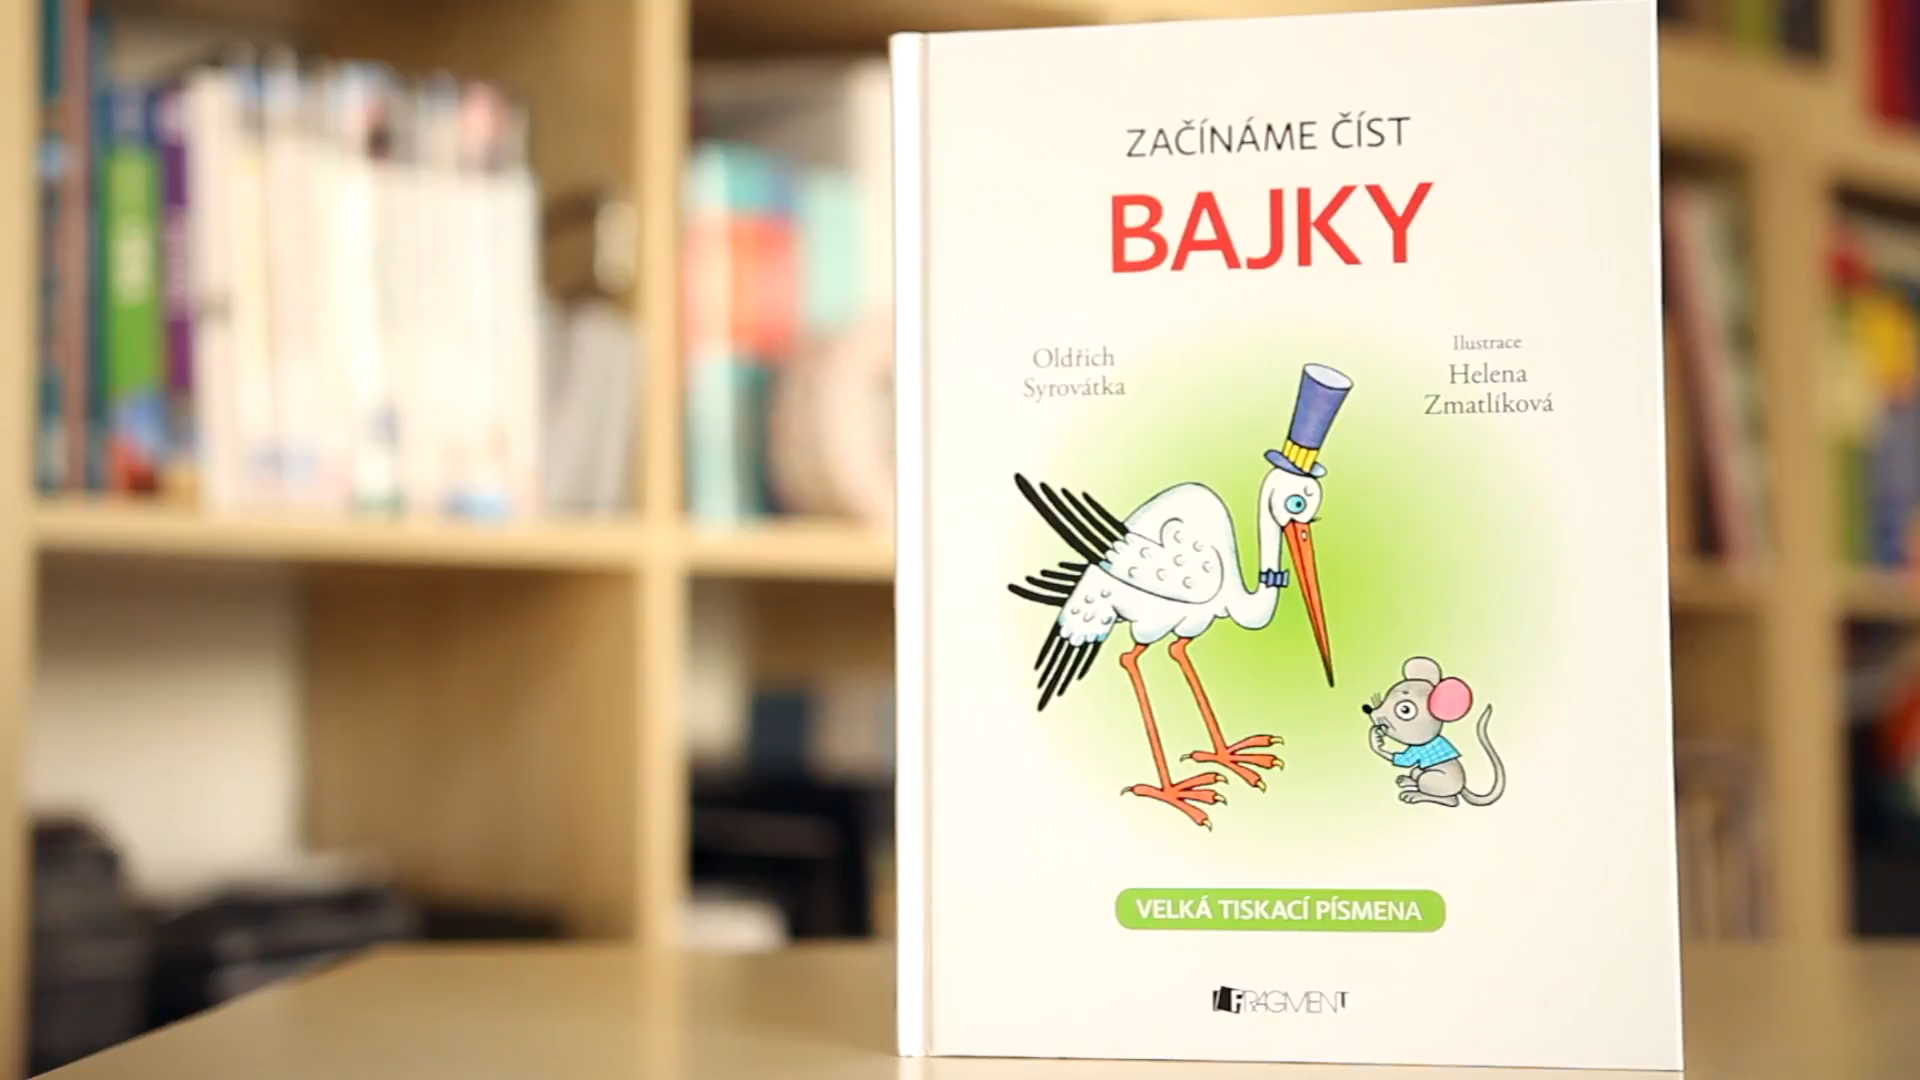 ZAČÍNÁME ČÍST
BAJKY
Oldřich
Syrovátka
Ilustrace
Helena
Zmatlíková
VELKÁ TISKACÍ PÍSMENA
FRAGMENT